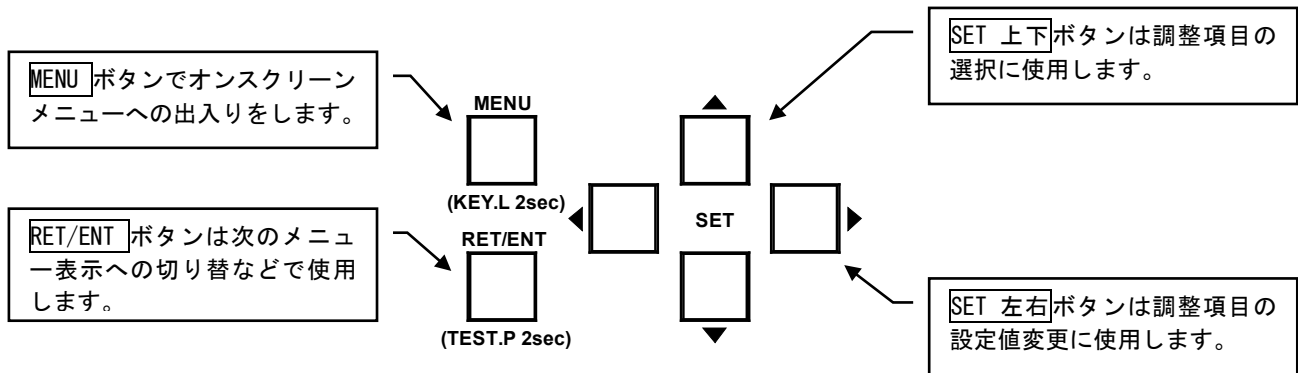 MENU ボタンでオンスクリーン
メニューへの出入りをします。
RET/ENT ボタンは次のメニュ
ー表示への切り替などで使用
します。
MENU
(KEY.L 2sec)
RET/ENT
(TEST.P 2sec)
▲
◀
SET
▶
▼
SET 上下ボタンは調整項目の
選択に使用します。
SET 左右ボタンは調整項目の
設定値変更に使用します。